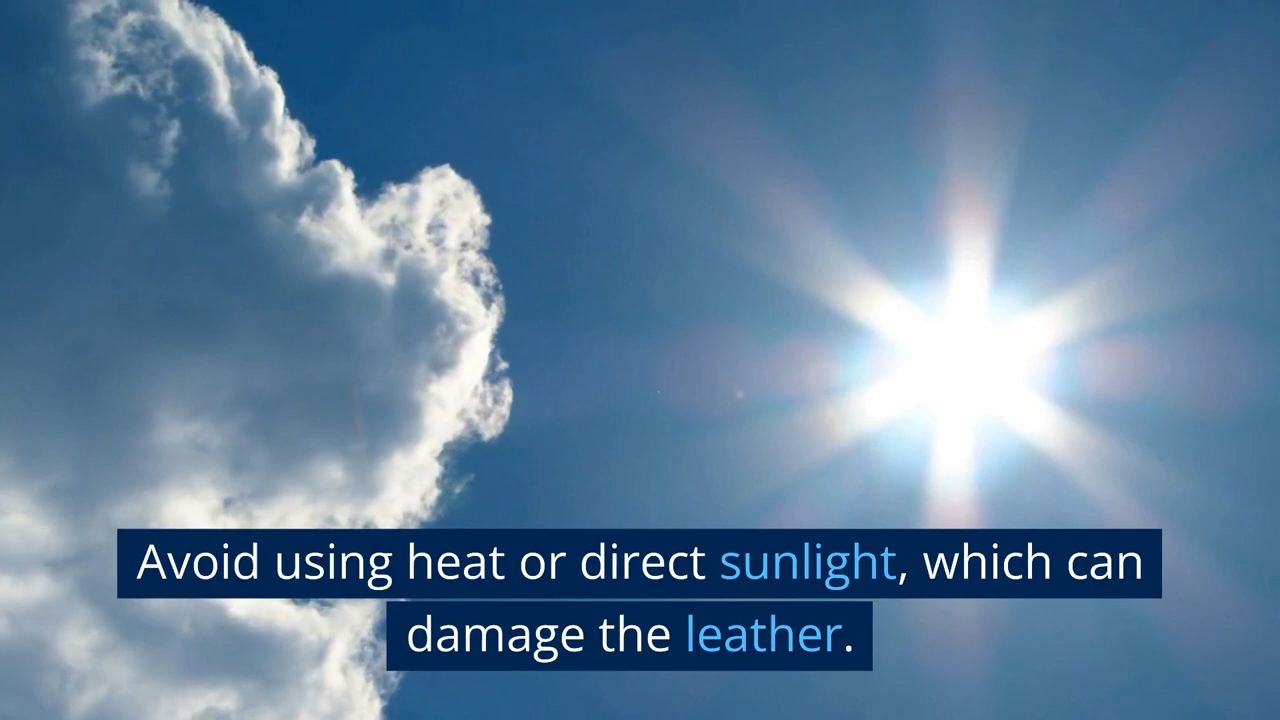 Avoid using heat or direct sunlight, which can
damage the leather.